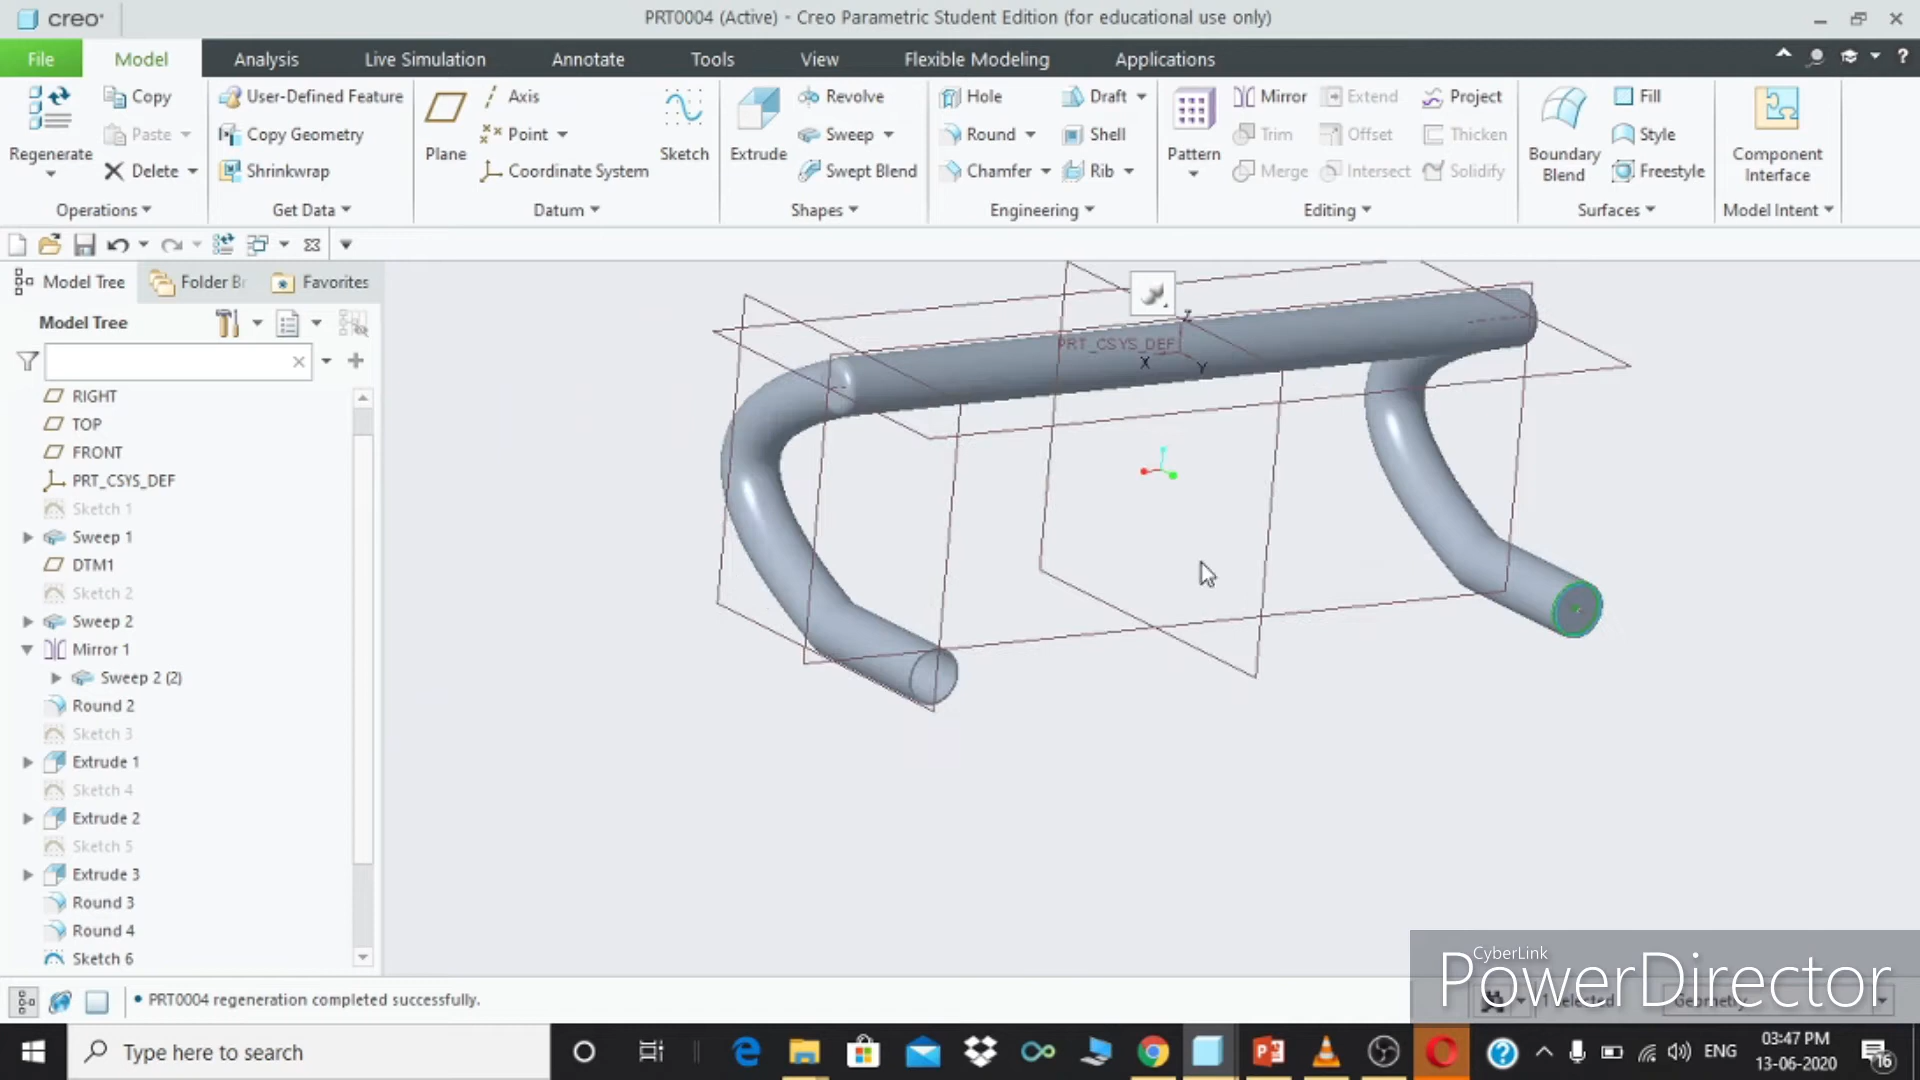 creo
PRT0004 (Active) - Creo Parametric Student Edition (for educational use only)
File Model Analysis Live Simulation Annotate Tools View Flexible Modeling Applications
Regenerate
Copy
Paste
Delete
Operations
User-Defined Feature
Copy Geometry
Shrinkwrap
Get Data
Plane
Axis
Point
Coordinate System
Sketch
Datum
Extrude
Revolve
Sweep
Swept Blend
Shapes
Hole
Round
Chamfer
Draft
Shell
Rib
Engineering
Pattern
Mirror
Trim
Merge
Extend
Offset
Intersect
Project
Thicken
Solidify
Editing
Boundary
Blend
Fill
Style
Freestyle
Surfaces
Component
Interface
Model Intent
Model Tree
Folder Br
Favorites
Model Tree
RIGHT
TOP
FRONT
PRT_CSYS_DEF
Sketch 1
Sweep 1
DTM1
Sketch 2
Sweep 2
Mirror 1
Sweep 2 (2)
Round 2
Sketch 3
Extrude 1
Sketch 4
Extrude 2
Sketch 5
Extrude 3
Round 3
Round 4
Sketch 6
Z
PRT_CSYS_DEF
X
Y
• PRT0004 regeneration completed successfully.
1 selected
Geometry
CyberLink
PowerDirector
Type here to search
ENG
03:47 PM
13-06-2020
16